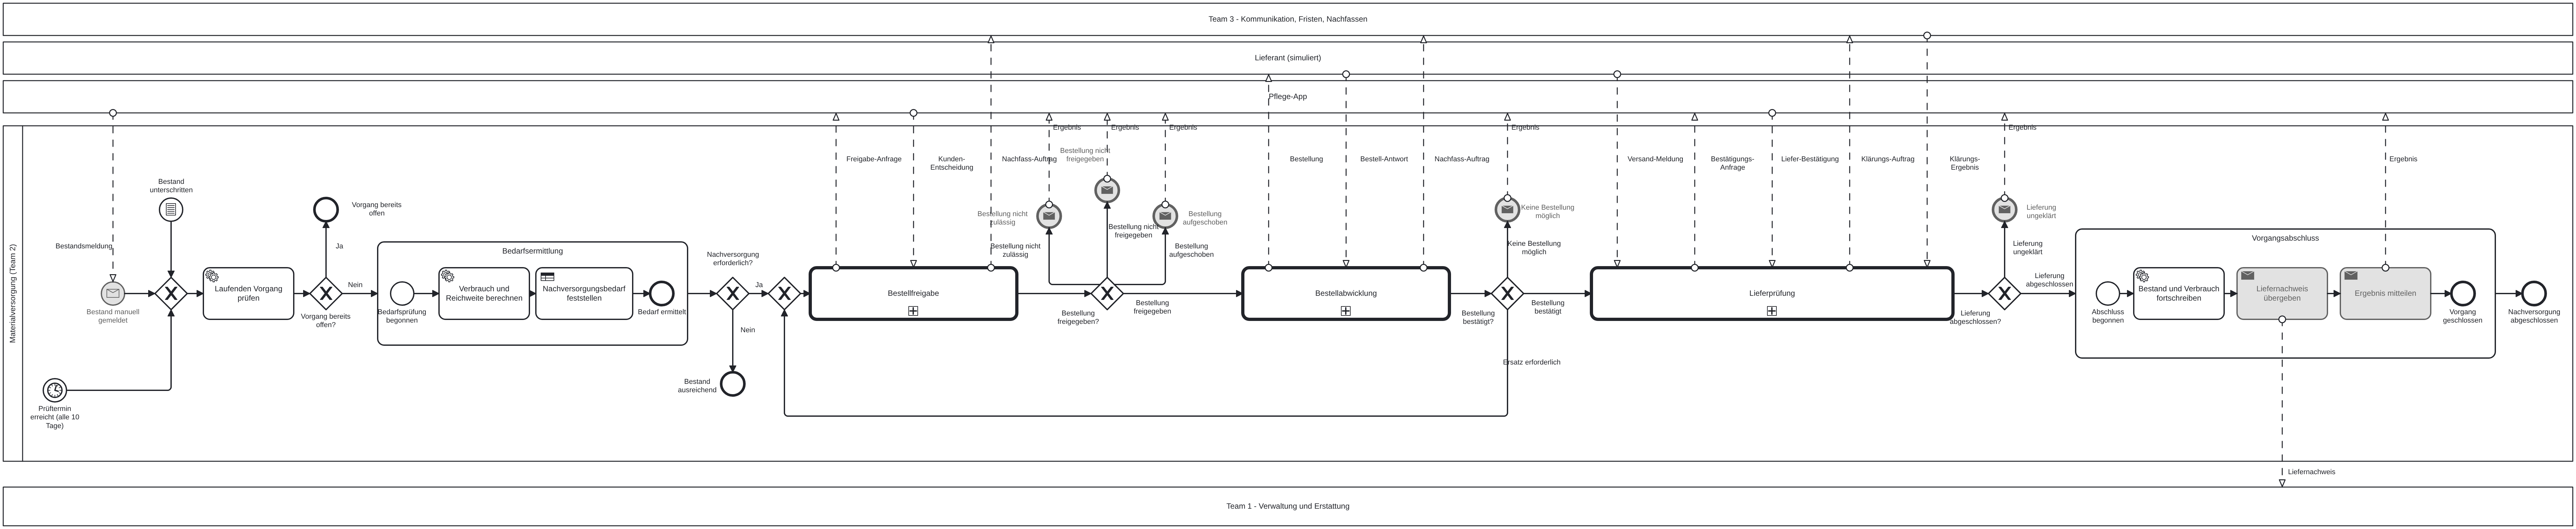 Team 3 - Kommunikation, Fristen, Nachfassen
Lieferant (simuliert)
Pflege-App
Materialversorgung (Team 2)
Bestandsmeldung
Bestand manuell
gemeldet
Prüftermin
erreicht (alle 10
Tage)
Bestand
unterschritten
Laufenden Vorgang
prüfen
Vorgang bereits
offen
Ja
Nein
Vorgang bereits
offen?
Bedarfsermittlung
Bedarfsprüfung
begonnen
Verbrauch und
Reichweite berechnen
Nachversorgungsbedarf
feststellen
Bedarf ermittelt
Nachversorgung
erforderlich?
Ja
Nein
Bestand
ausreichend
Bestellfreigabe
Freigabe-Anfrage
Kunden-
Entscheidung
Nachfass-Auftrag
Ergebnis
Ergebnis
Ergebnis
Bestellung nicht
freigegeben
Bestellung nicht
zulässig
Bestellung
aufgeschoben
Bestellung nicht
zulässig
Bestellung nicht
freigegeben
Bestellung
aufgeschoben
Bestellung
freigegeben?
Bestellung
freigegeben
Bestellung
Bestell-Antwort
Nachfass-Auftrag
Bestellabwicklung
Ergebnis
Keine Bestellung
möglich
Keine Bestellung
möglich
Bestellung
bestätigt?
Bestellung
bestätigt
Ersatz erforderlich
Versand-Meldung
Bestätigungs-
Anfrage
Liefer-Bestätigung
Klärungs-Auftrag
Klärungs-
Ergebnis
Lieferprüfung
Ergebnis
Lieferung
ungeklärt
Lieferung
ungeklärt
Lieferung
abgeschlossen?
Lieferung
abgeschlossen
Vorgangsabschluss
Abschluss
begonnen
Bestand und Verbrauch
fortschreiben
Liefernachweis
übergeben
Ergebnis mitteilen
Ergebnis
Vorgang
geschlossen
Nachversorgung
abgeschlossen
Liefernachweis
Team 1 - Verwaltung und Erstattung